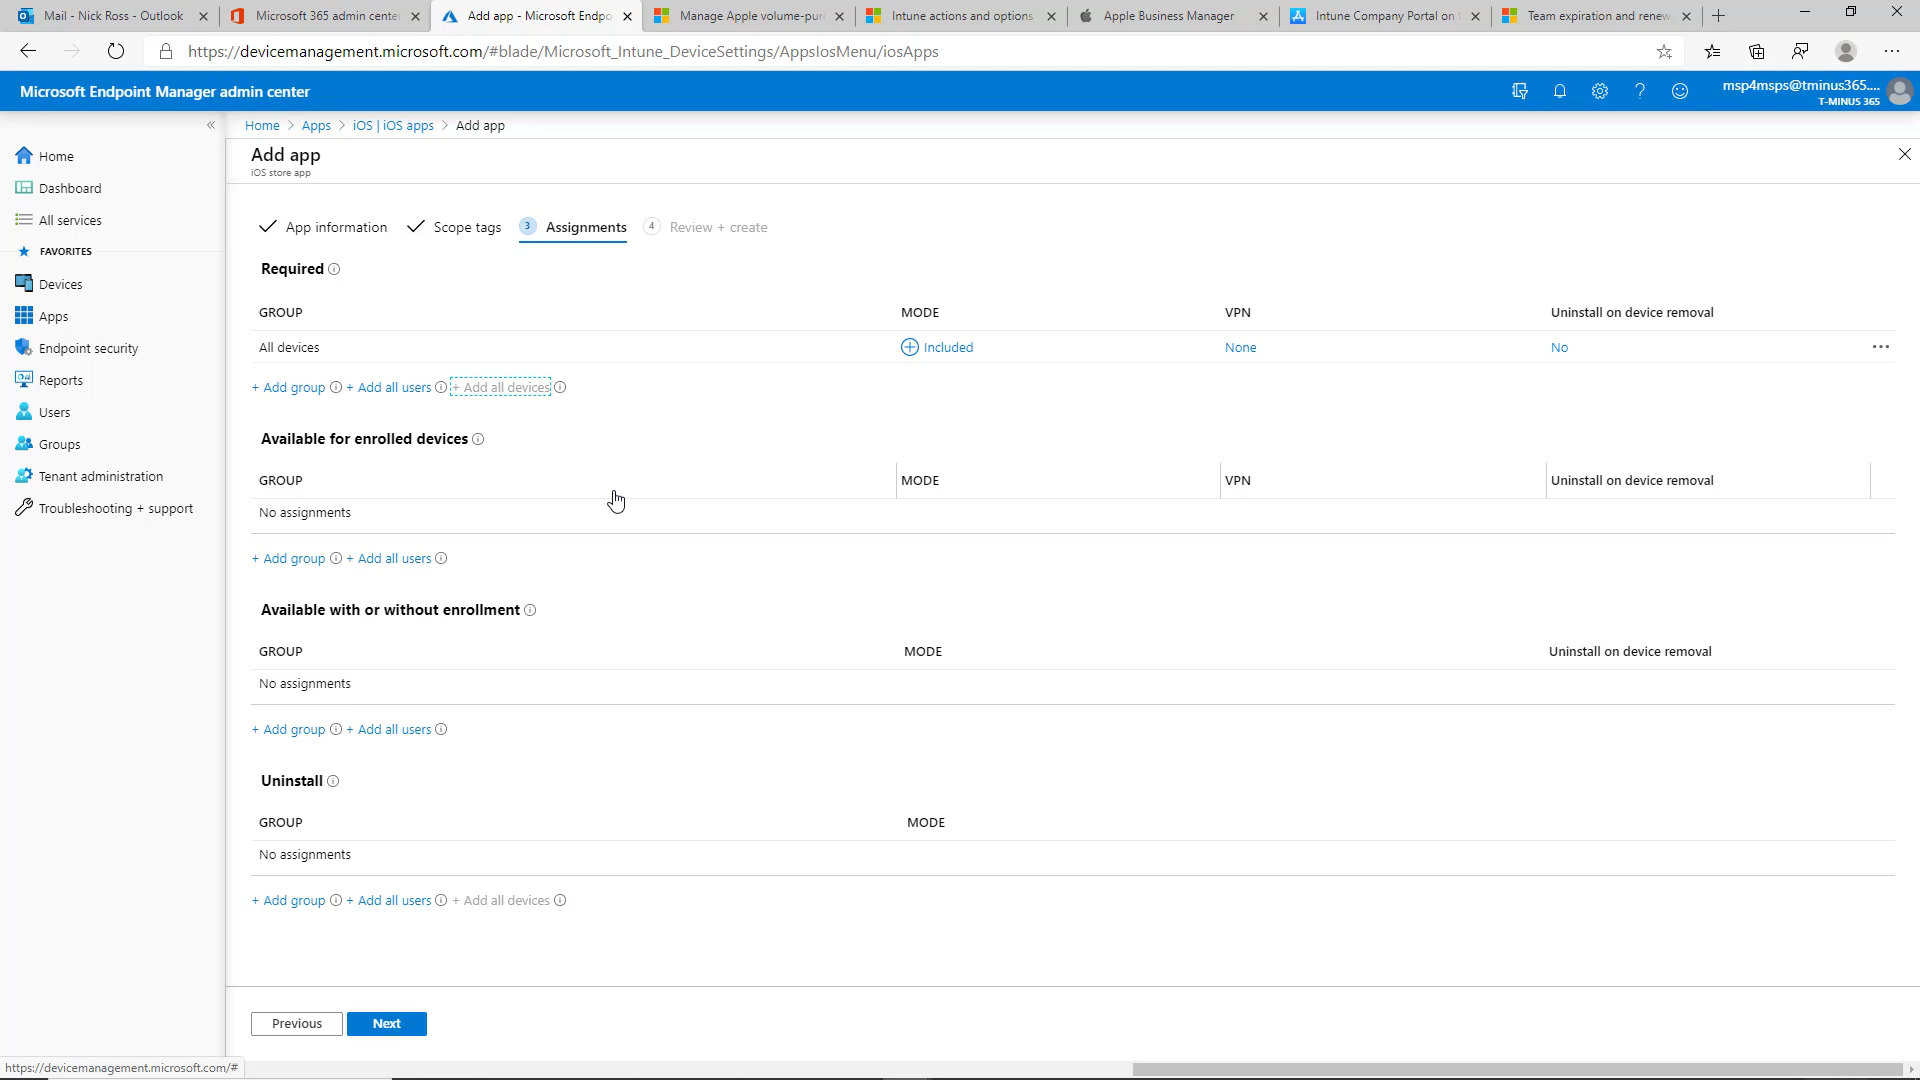 Mail - Nick Ross - Outlook
Microsoft 365 admin center
Add app - Microsoft Endpo
Manage Apple volume-pur
Intune actions and options
Apple Business Manager
Intune Company Portal on
Team expiration and renew
https://devicemanagement.microsoft.com/#blade/Microsoft_Intune_DeviceSettings/AppsIosMenu/iosApps
Microsoft Endpoint Manager admin center
msp4msps@tminus365....
T-MINUS 365
Home
Dashboard
All services
FAVORITES
Devices
Apps
Endpoint security
Reports
Users
Groups
Tenant administration
Troubleshooting + support
Home > Apps > iOS | iOS apps > Add app
Add app
iOS store app
App information Scope tags 3 Assignments 4 Review + create
Required
GROUP MODE VPN Uninstall on device removal
All devices Included None No ...
+ Add group + Add all users + Add all devices
Available for enrolled devices
GROUP MODE VPN Uninstall on device removal
No assignments
+ Add group + Add all users
Available with or without enrollment
GROUP MODE Uninstall on device removal
No assignments
+ Add group + Add all users
Uninstall
GROUP MODE
No assignments
+ Add group + Add all users + Add all devices
Previous Next
https://devicemanagement.microsoft.com/#